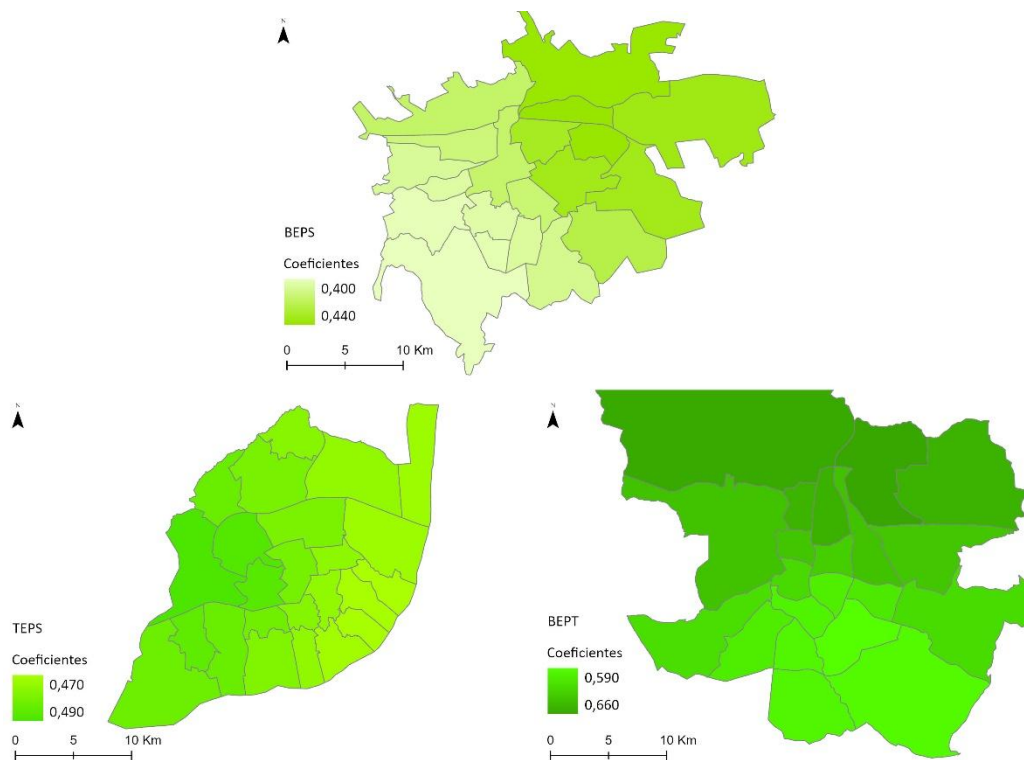 N
BEPS
Coeficientes
0,400
0,440
0 5 10 Km
N
TEPS
Coeficientes
0,470
0,490
0 5 10 Km
N
BEPT
Coeficientes
0,590
0,660
0 5 10 Km